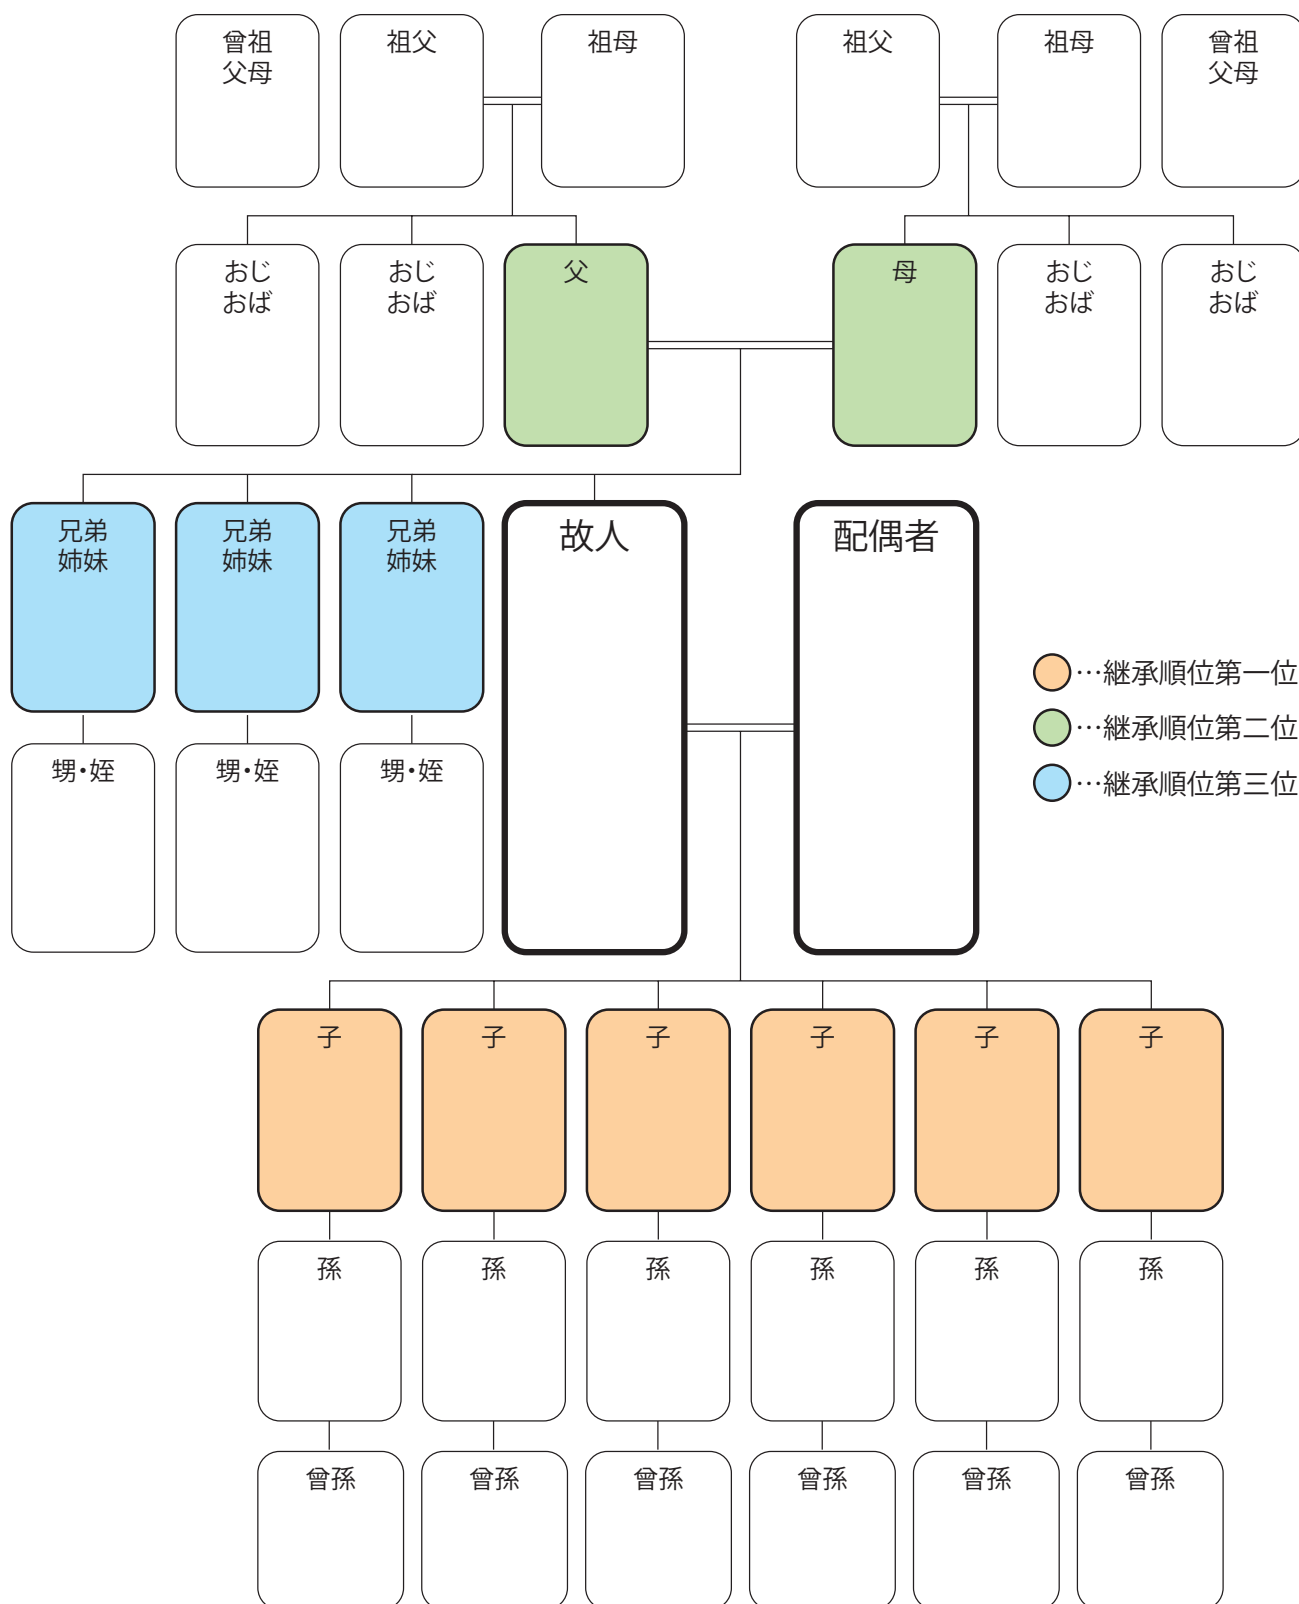 曾祖
父母
祖父
祖母
祖父
祖母
曾祖
父母
おじ
おば
おじ
おば
父
母
おじ
おば
おじ
おば
兄弟
姉妹
兄弟
姉妹
兄弟
姉妹
故人
配偶者
…継承順位第一位
…継承順位第二位
…継承順位第三位
甥・姪
甥・姪
甥・姪
子
子
子
子
子
子
孫
孫
孫
孫
孫
孫
曾孫
曾孫
曾孫
曾孫
曾孫
曾孫